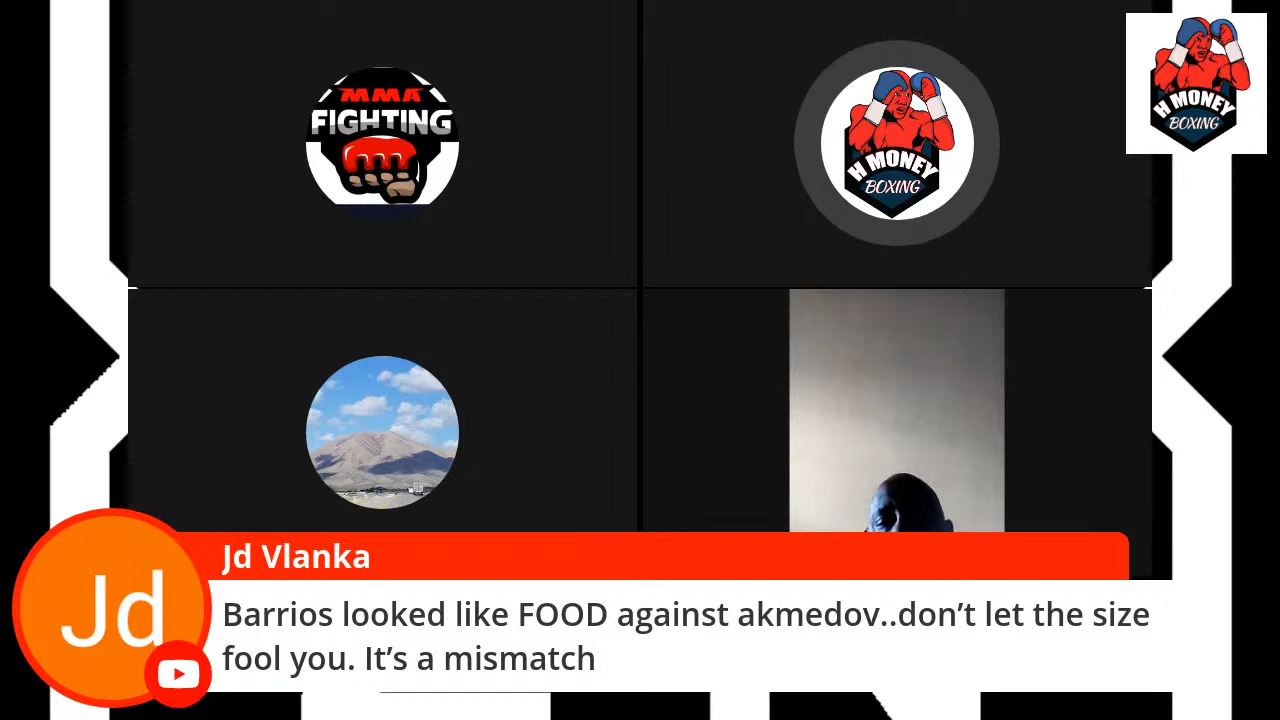 MMA
FIGHTING
H MONEY
BOXING
H MONEY
BOXING
Jd
Jd Vlanka
Barrios looked like FOOD against akmedov..don’t let the size
fool you. It’s a mismatch